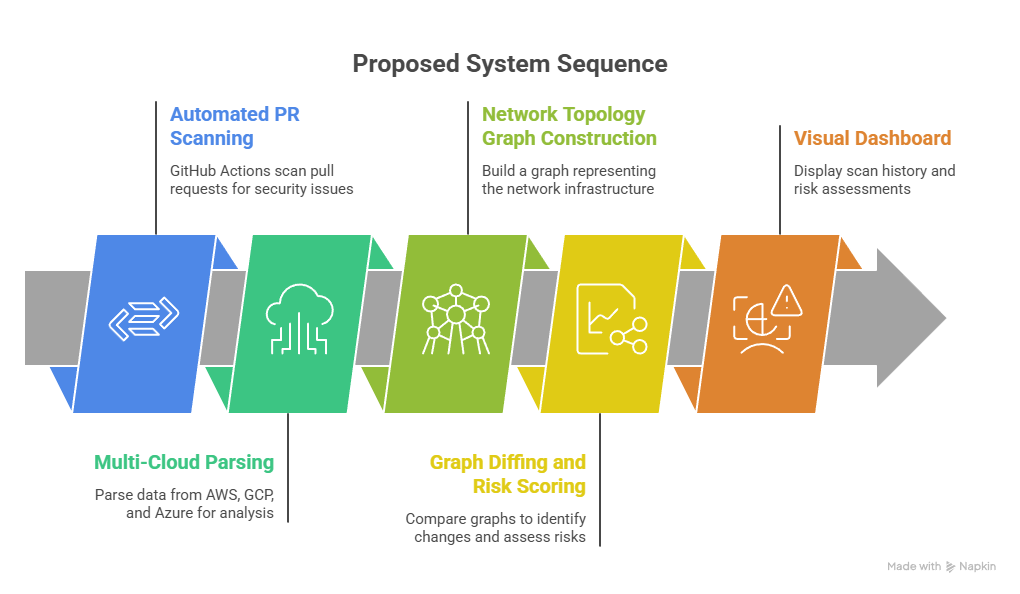 Proposed System Sequence
Automated PR
Scanning
GitHub Actions scan pull
requests for security issues
Network Topology
Graph Construction
Build a graph representing
the network infrastructure
Visual Dashboard
Display scan history and
risk assessments
Multi-Cloud Parsing
Parse data from AWS, GCP,
and Azure for analysis
Graph Diffing and
Risk Scoring
Compare graphs to identify
changes and assess risks
Made with Napkin